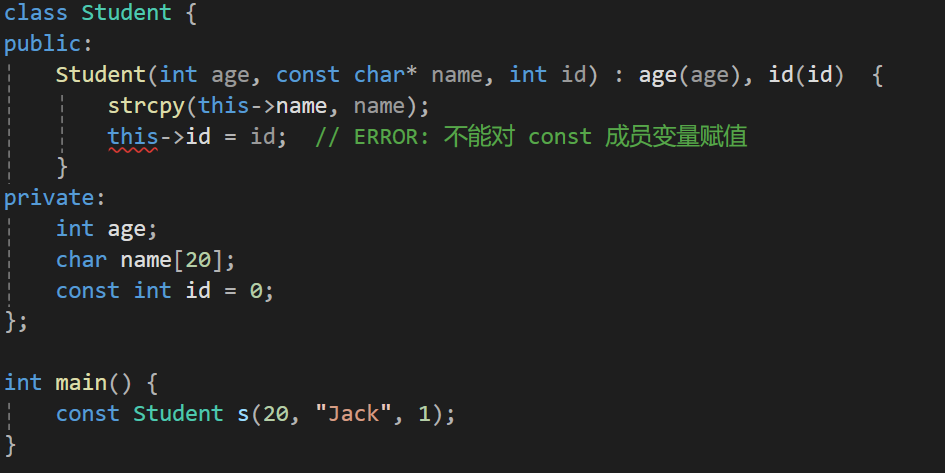 class Student {
public:
    Student(int age, const char* name, int id) : age(age), id(id)  {
        strcpy(this->name, name);
        this->id = id;  // ERROR: 不能对 const 成员变量赋值
    }
private:
    int age;
    char name[20];
    const int id = 0;
};

int main() {
    const Student s(20, "Jack", 1);
}